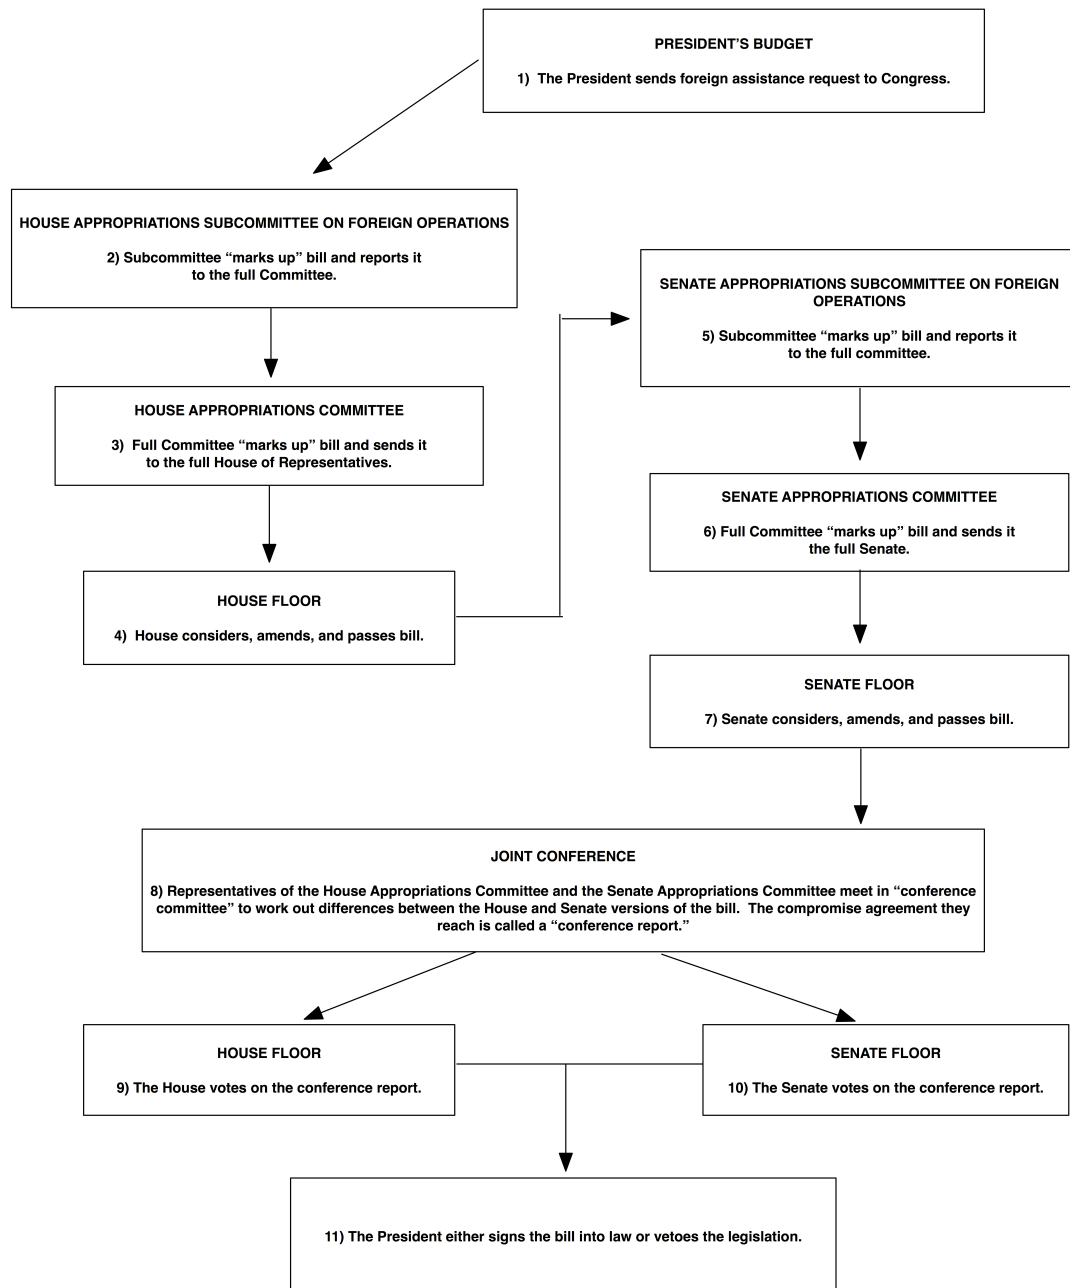 PRESIDENT’S BUDGET
1) The President sends foreign assistance request to Congress.
HOUSE APPROPRIATIONS SUBCOMMITTEE ON FOREIGN OPERATIONS
2) Subcommittee “marks up” bill and reports it
to the full Committee.
HOUSE APPROPRIATIONS COMMITTEE
3) Full Committee “marks up” bill and sends it
to the full House of Representatives.
HOUSE FLOOR
4) House considers, amends, and passes bill.
SENATE APPROPRIATIONS SUBCOMMITTEE ON FOREIGN
OPERATIONS
5) Subcommittee “marks up” bill and reports it
to the full committee.
SENATE APPROPRIATIONS COMMITTEE
6) Full Committee “marks up” bill and sends it
the full Senate.
SENATE FLOOR
7) Senate considers, amends, and passes bill.
JOINT CONFERENCE
8) Representatives of the House Appropriations Committee and the Senate Appropriations Committee meet in “conference
committee” to work out differences between the House and Senate versions of the bill. The compromise agreement they
reach is called a “conference report.”
HOUSE FLOOR
9) The House votes on the conference report.
SENATE FLOOR
10) The Senate votes on the conference report.
11) The President either signs the bill into law or vetoes the legislation.